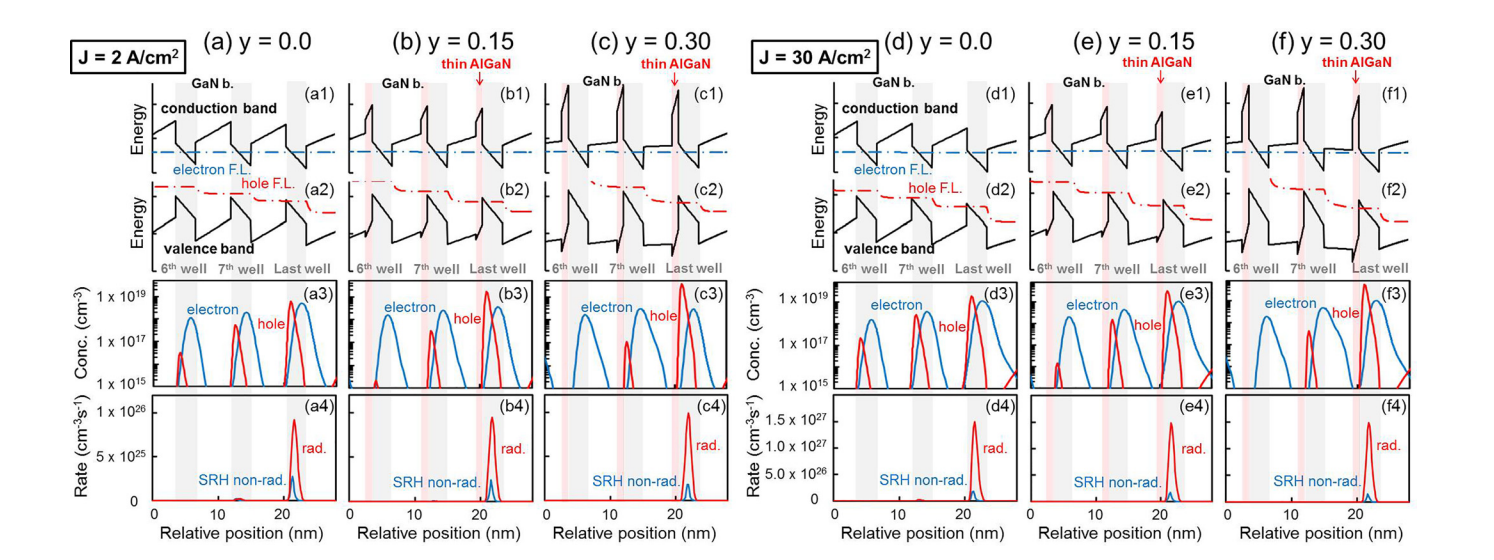 J = 2 A/cm²
(a) y = 0.0
(b) y = 0.15
(c) y = 0.30
J = 30 A/cm²
(d) y = 0.0
(e) y = 0.15
(f) y = 0.30
thin AlGaN
thin AlGaN
thin AlGaN
thin AlGaN
GaN b.
GaN b.
GaN b.
GaN b.
GaN b.
GaN b.
Energy
conduction band
(a1)
(b1)
(c1)
electron F.L.
Energy
conduction band
(d1)
(e1)
(f1)
electron F.L.
Energy
hole F.L.
(a2)
(b2)
(c2)
valence band
6th well
7th well
Last well
6th well
7th well
Last well
6th well
7th well
Last well
Energy
hole F.L.
(d2)
(e2)
(f2)
valence band
6th well
7th well
Last well
6th well
7th well
Last well
6th well
7th well
Last well
Conc. (cm-3)
1 x 10¹⁹
1 x 10¹⁷
1 x 10¹⁵
electron
hole
(a3)
electron
hole
(b3)
electron
hole
(c3)
Conc. (cm-3)
1 x 10¹⁹
1 x 10¹⁷
1 x 10¹⁵
electron
hole
(d3)
electron
hole
(e3)
electron
hole
(f3)
Rate (cm-3s-1)
1 x 10²⁶
5 x 10²⁵
0
(a4)
rad.
SRH non-rad.
(b4)
rad.
SRH non-rad.
(c4)
rad.
SRH non-rad.
Rate (cm-3s-1)
1.5 x 10²⁷
1.0 x 10²⁷
5.0 x 10²⁶
0
(d4)
rad.
SRH non-rad.
(e4)
rad.
SRH non-rad.
(f4)
rad.
SRH non-rad.
0 10 20
0 10 20
0 10 20
0 10 20
0 10 20
0 10 20
Relative position (nm)
Relative position (nm)
Relative position (nm)
Relative position (nm)
Relative position (nm)
Relative position (nm)